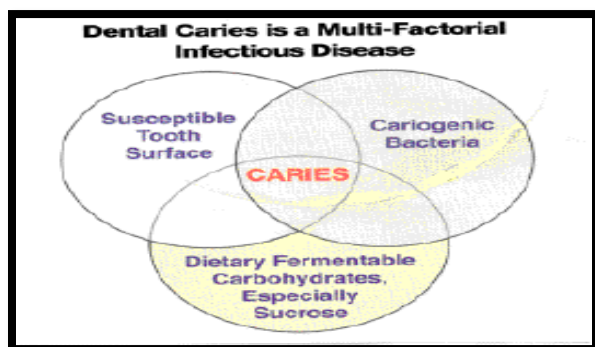 Dental Caries is a Multi-Factorial
Infectious Disease
Susceptible
Tooth
Surface
Cariogenic
Bacteria
CARIES
Dietary Fermentable
Carbohydrates,
Especially
Sucrose